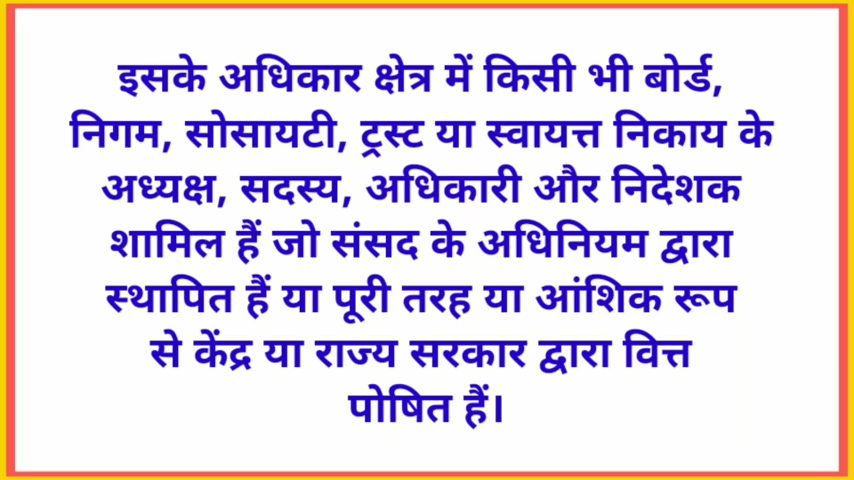 इसके अधिकार क्षेत्र में किसी भी बोर्ड,
निगम, सोसायटी, ट्रस्ट या स्वायत्त निकाय के
अध्यक्ष, सदस्य, अधिकारी और निदेशक
शामिल हैं जो संसद के अधिनियम द्वारा
स्थापित हैं या पूरी तरह या आंशिक रूप
से केंद्र या राज्य सरकार द्वारा वित्त
पोषित हैं।